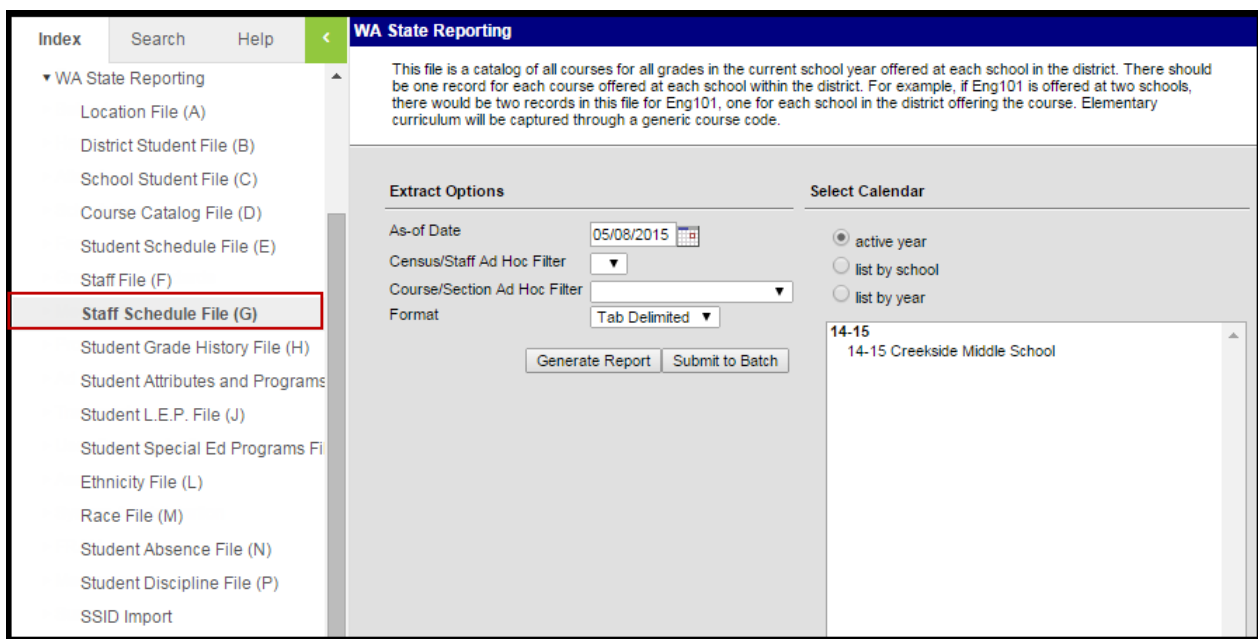 Index Search Help <
WA State Reporting
Location File (A)
District Student File (B)
School Student File (C)
Course Catalog File (D)
Student Schedule File (E)
Staff File (F)
Staff Schedule File (G)
Student Grade History File (H)
Student Attributes and Programs
Student L.E.P. File (J)
Student Special Ed Programs Fi
Ethnicity File (L)
Race File (M)
Student Absence File (N)
Student Discipline File (P)
SSID Import
WA State Reporting
This file is a catalog of all courses for all grades in the current school year offered at each school in the district. There should
be one record for each course offered at each school within the district. For example, if Eng101 is offered at two schools,
there would be two records in this file for Eng101, one for each school in the district offering the course. Elementary
curriculum will be captured through a generic course code.
Extract Options
As-of Date 05/08/2015
Census/Staff Ad Hoc Filter
Course/Section Ad Hoc Filter
Format Tab Delimited
Generate Report Submit to Batch
Select Calendar
active year
list by school
list by year
14-15
14-15 Creekside Middle School